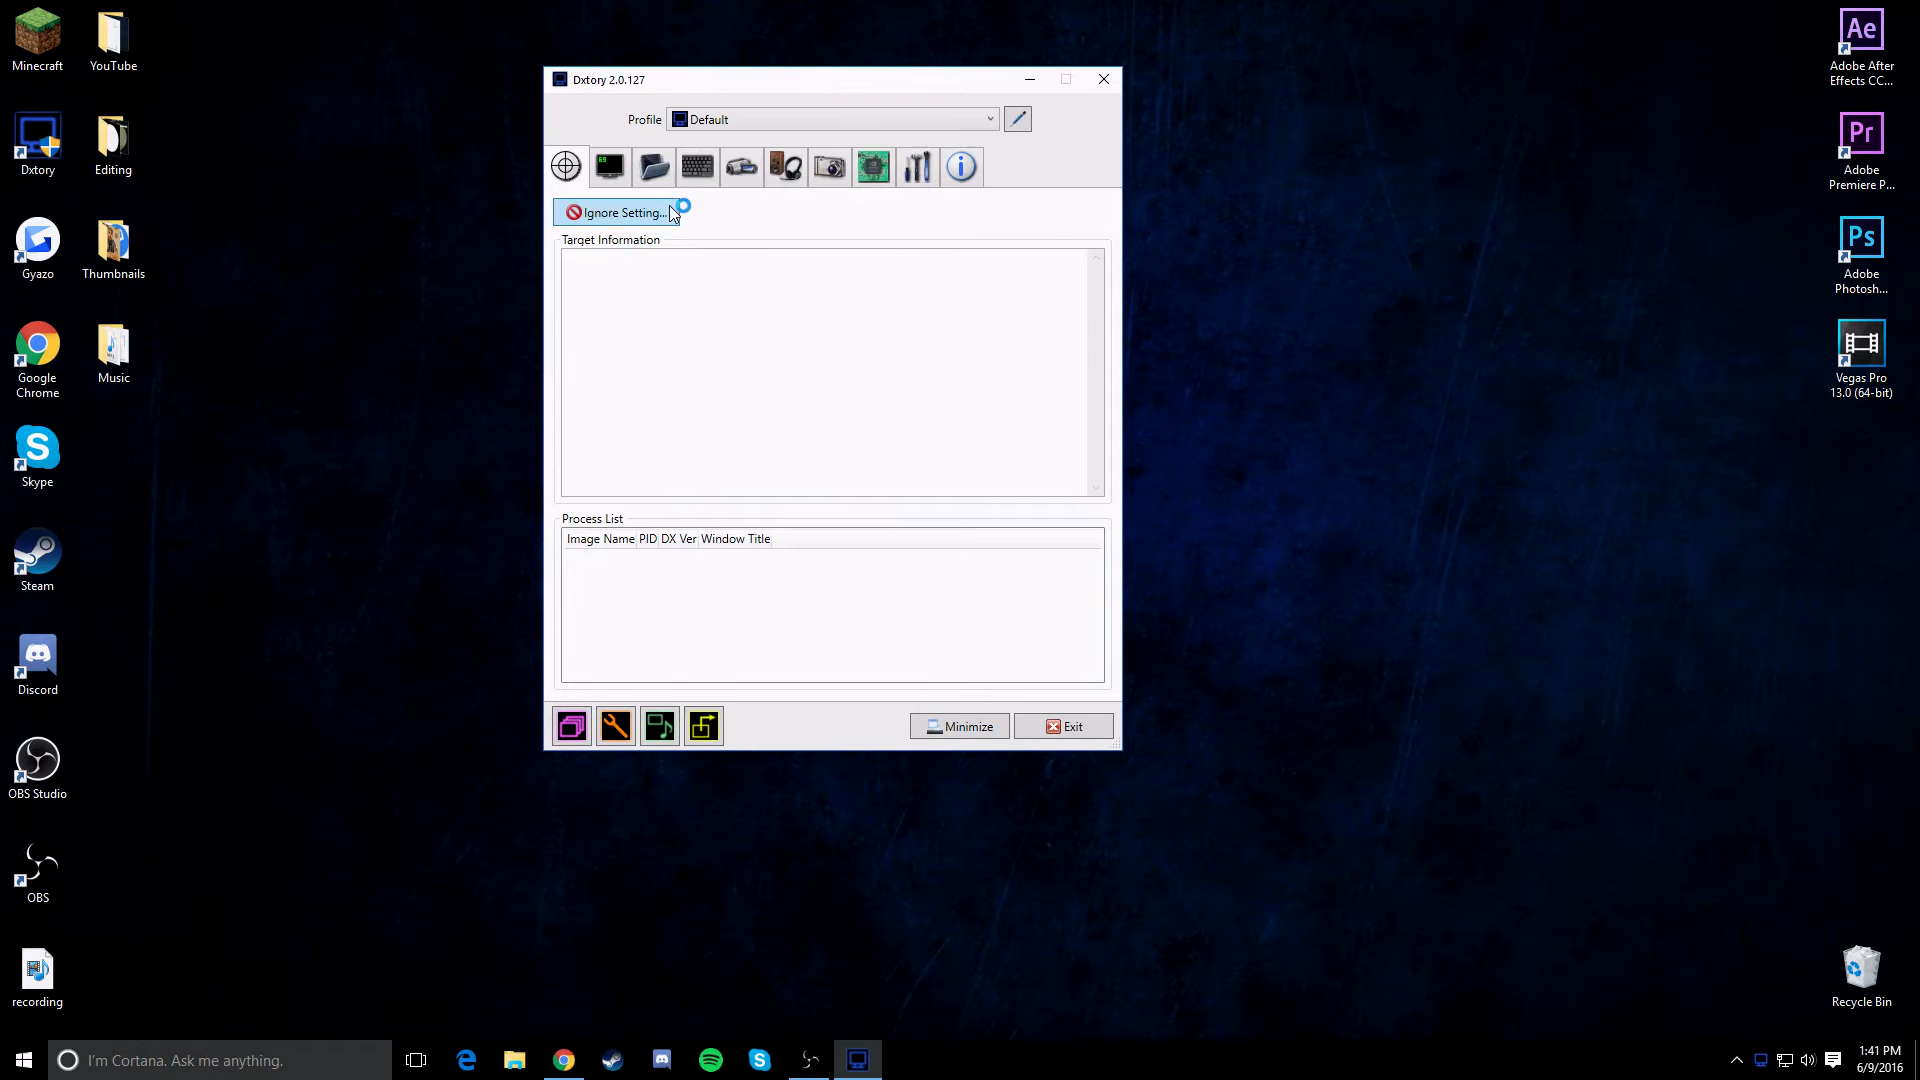 Minecraft
YouTube
Dxtory
Editing
Gyazo
Thumbnails
Google
Chrome
Music
Skype
Steam
Discord
OBS Studio
OBS
recording
Dxtory 2.0.127
Profile
Default
69
Ignore Setting...
Target Information
Process List
Image Name PID DX Ver Window Title
Minimize
Exit
Ae
Adobe After
Effects CC...
Pr
Adobe
Premiere P...
Ps
Adobe
Photosh...
Vegas Pro
13.0 (64-bit)
Recycle Bin
I'm Cortana. Ask me anything.
1:41 PM
6/9/2016